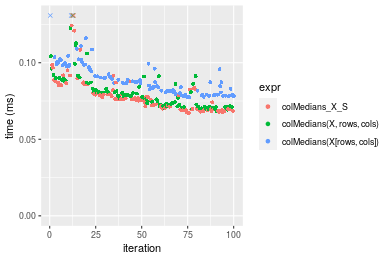 0.10
0.05
0.00
time (ms)
0
25
50
75
100
iteration
expr
colMedians_X_S
colMedians(X, rows, cols)
colMedians(X[rows, cols])